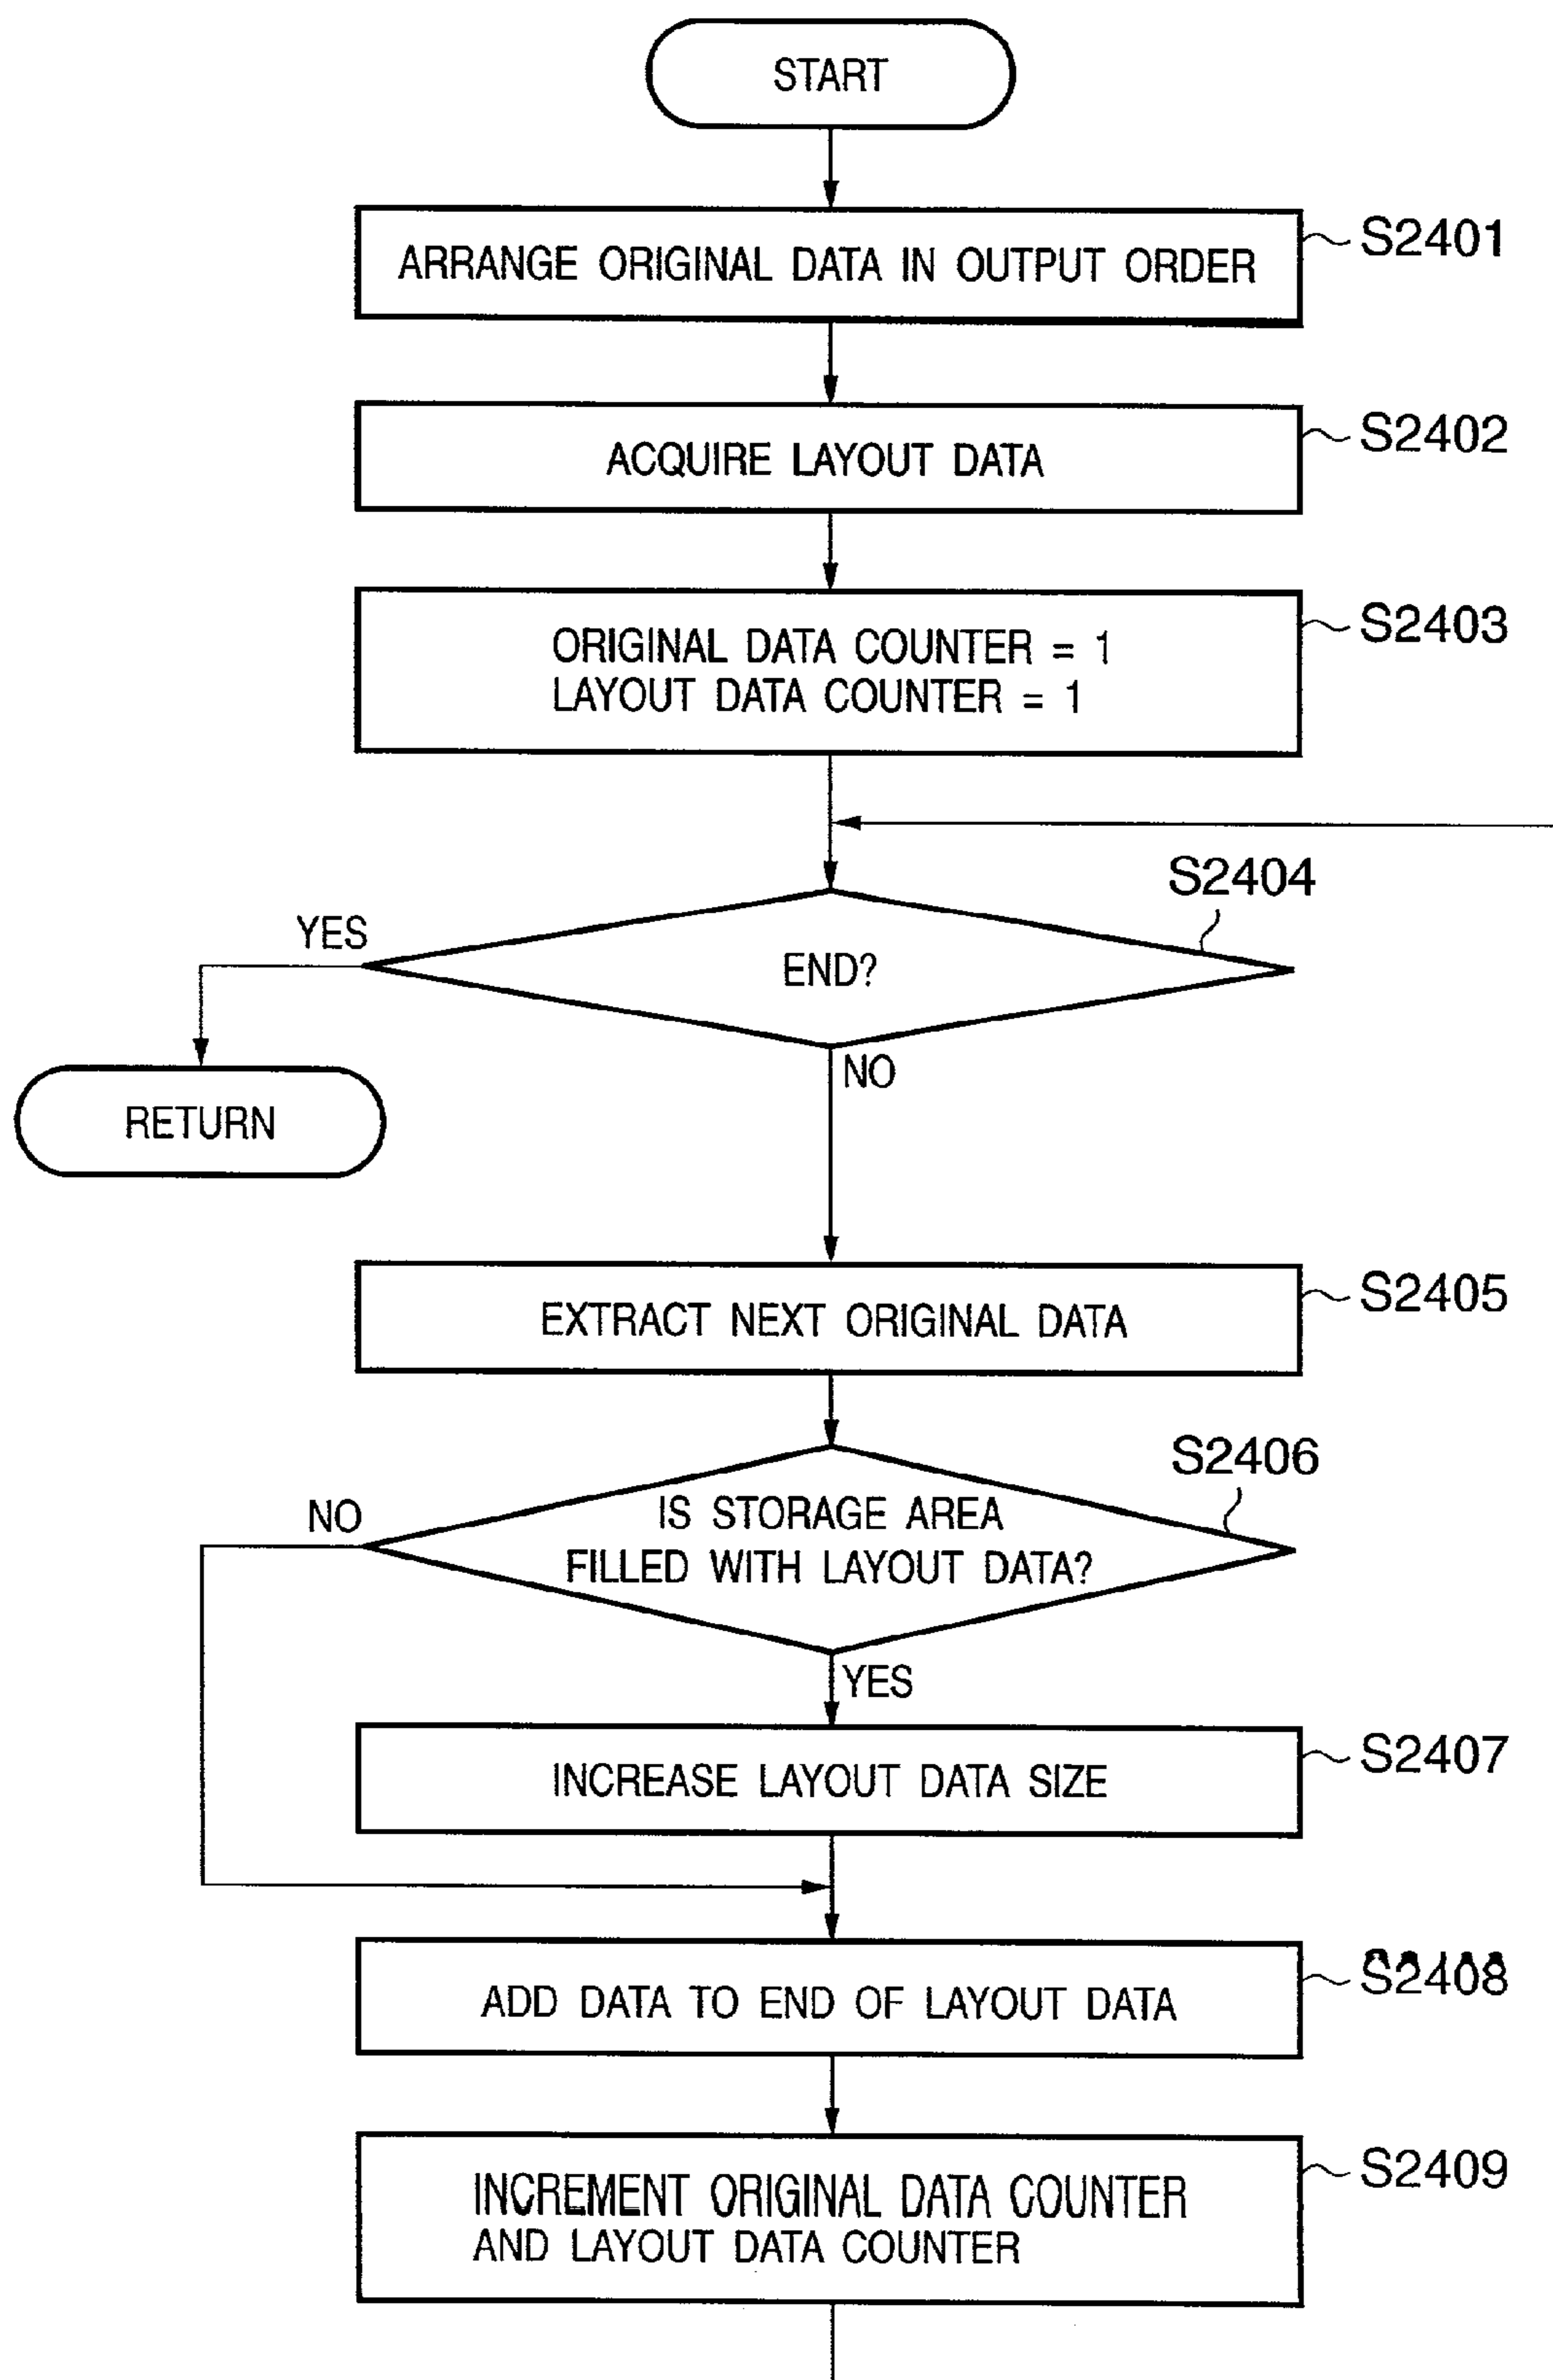 START
ARRANGE ORIGINAL DATA IN OUTPUT ORDER
S2401
ACQUIRE LAYOUT DATA
S2402
ORIGINAL DATA COUNTER = 1
LAYOUT DATA COUNTER = 1
S2403
S2404
YES
END?
NO
RETURN
EXTRACT NEXT ORIGINAL DATA
S2405
S2406
NO
IS STORAGE AREA
FILLED WITH LAYOUT DATA?
YES
INCREASE LAYOUT DATA SIZE
S2407
ADD DATA TO END OF LAYOUT DATA
S2408
INCREMENT ORIGINAL DATA COUNTER
AND LAYOUT DATA COUNTER
S2409